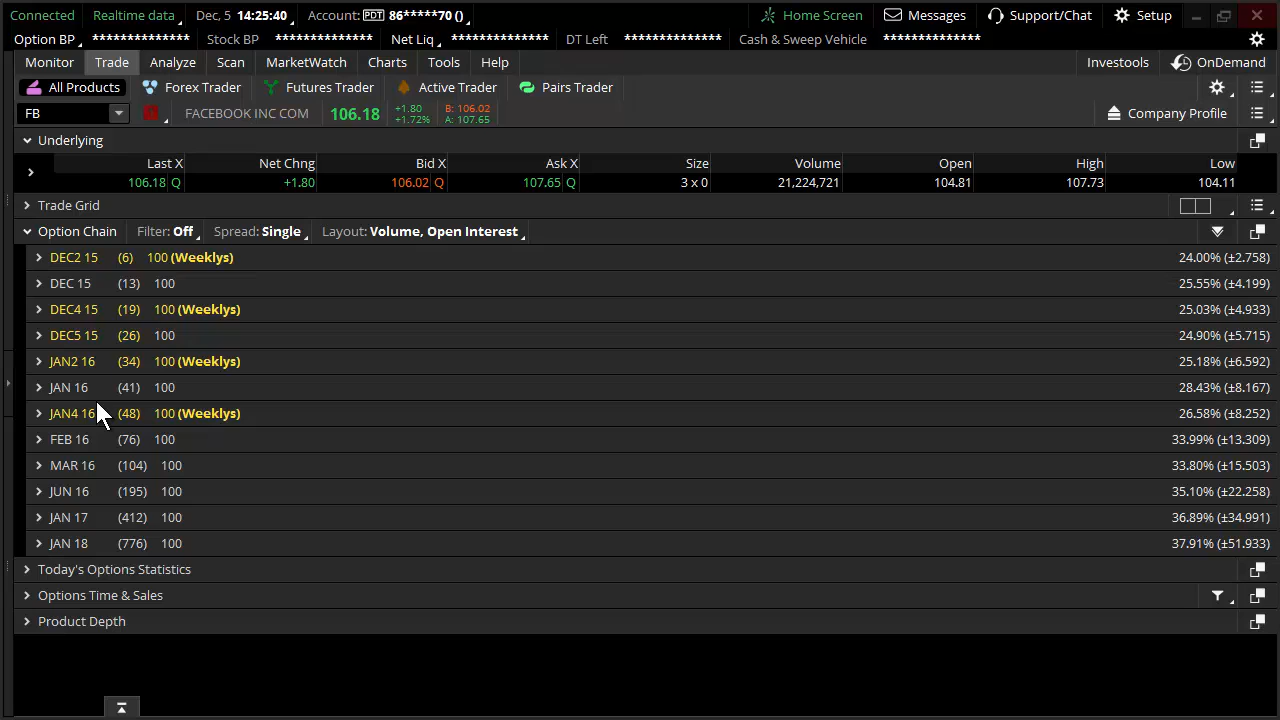 Connected Realtime data Dec, 5 14:25:40 Account: PDT 86*****70 () Home Screen Messages Support/Chat Setup
Option BP ************** Stock BP ************** Net Liq ************** DT Left ************** Cash & Sweep Vehicle **************
Monitor Trade Analyze Scan MarketWatch Charts Tools Help Investools OnDemand
All Products Forex Trader Futures Trader Active Trader Pairs Trader
FB FACEBOOK INC COM 106.18 +1.80 +1.72% B: 106.02 A: 107.65 Company Profile
Underlying
Last X Net Chng Bid X Ask X Size Volume Open High Low
106.18 Q +1.80 106.02 Q 107.65 Q 3 x 0 21,224,721 104.81 107.73 104.11
Trade Grid
Option Chain Filter: Off Spread: Single Layout: Volume, Open Interest
DEC2 15 (6) 100 (Weeklys) 24.00% (±2.758)
DEC 15 (13) 100 25.55% (±4.199)
DEC4 15 (19) 100 (Weeklys) 25.03% (±4.933)
DEC5 15 (26) 100 24.90% (±5.715)
JAN2 16 (34) 100 (Weeklys) 25.18% (±6.592)
JAN 16 (41) 100 28.43% (±8.167)
JAN4 16 (48) 100 (Weeklys) 26.58% (±8.252)
FEB 16 (76) 100 33.99% (±13.309)
MAR 16 (104) 100 33.80% (±15.503)
JUN 16 (195) 100 35.10% (±22.258)
JAN 17 (412) 100 36.89% (±34.991)
JAN 18 (776) 100 37.91% (±51.933)
Today's Options Statistics
Options Time & Sales
Product Depth